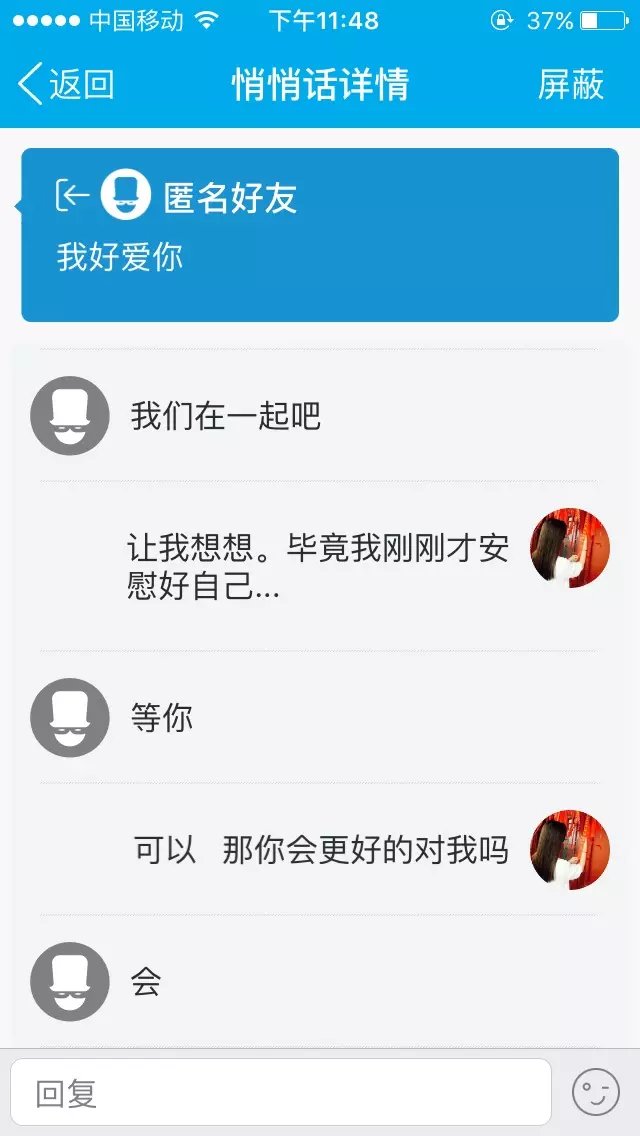 中国移动 下午11:48 37%
返回 悄悄话详情 屏蔽
匿名好友
我好爱你
我们在一起吧
让我想想。毕竟我刚刚才安
慰好自己...
等你
可以 那你会更好的对我吗
会
回复